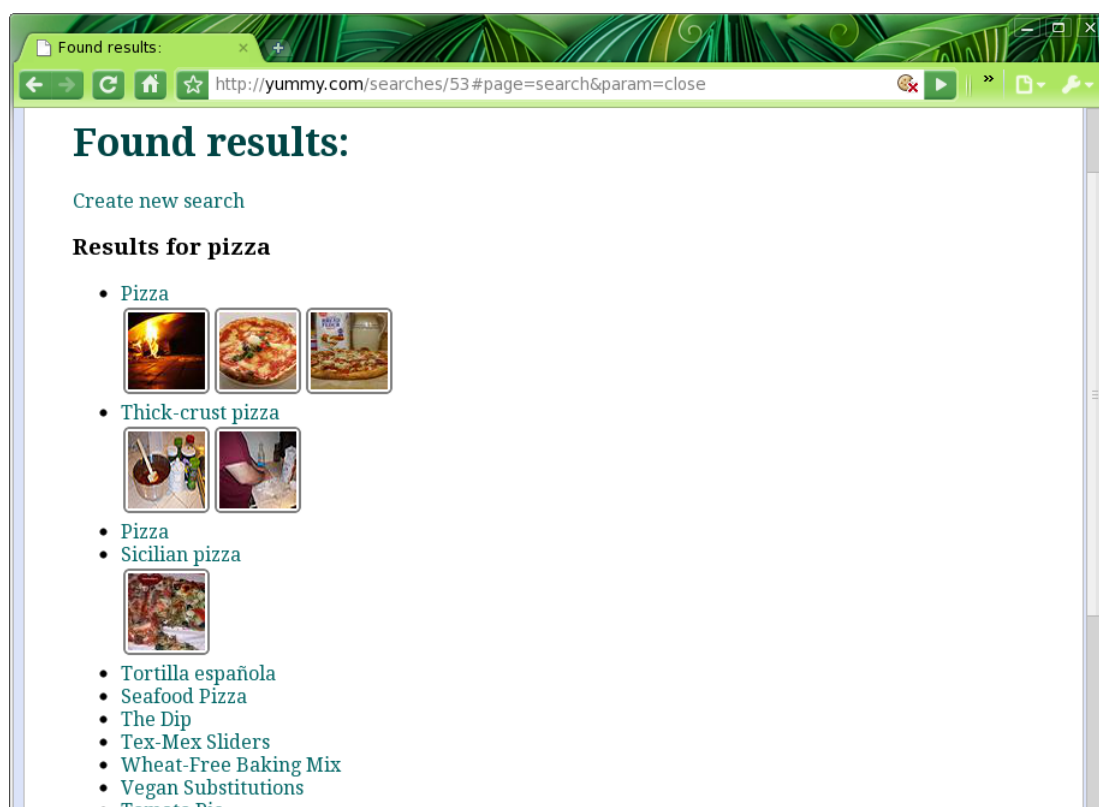 Found results:
http://yummy.com/searches/53#page=search&param=close
Found results:
Create new search
Results for pizza
Pizza
Thick-crust pizza
Pizza
Sicilian pizza
Tortilla española
Seafood Pizza
The Dip
Tex-Mex Sliders
Wheat-Free Baking Mix
Vegan Substitutions